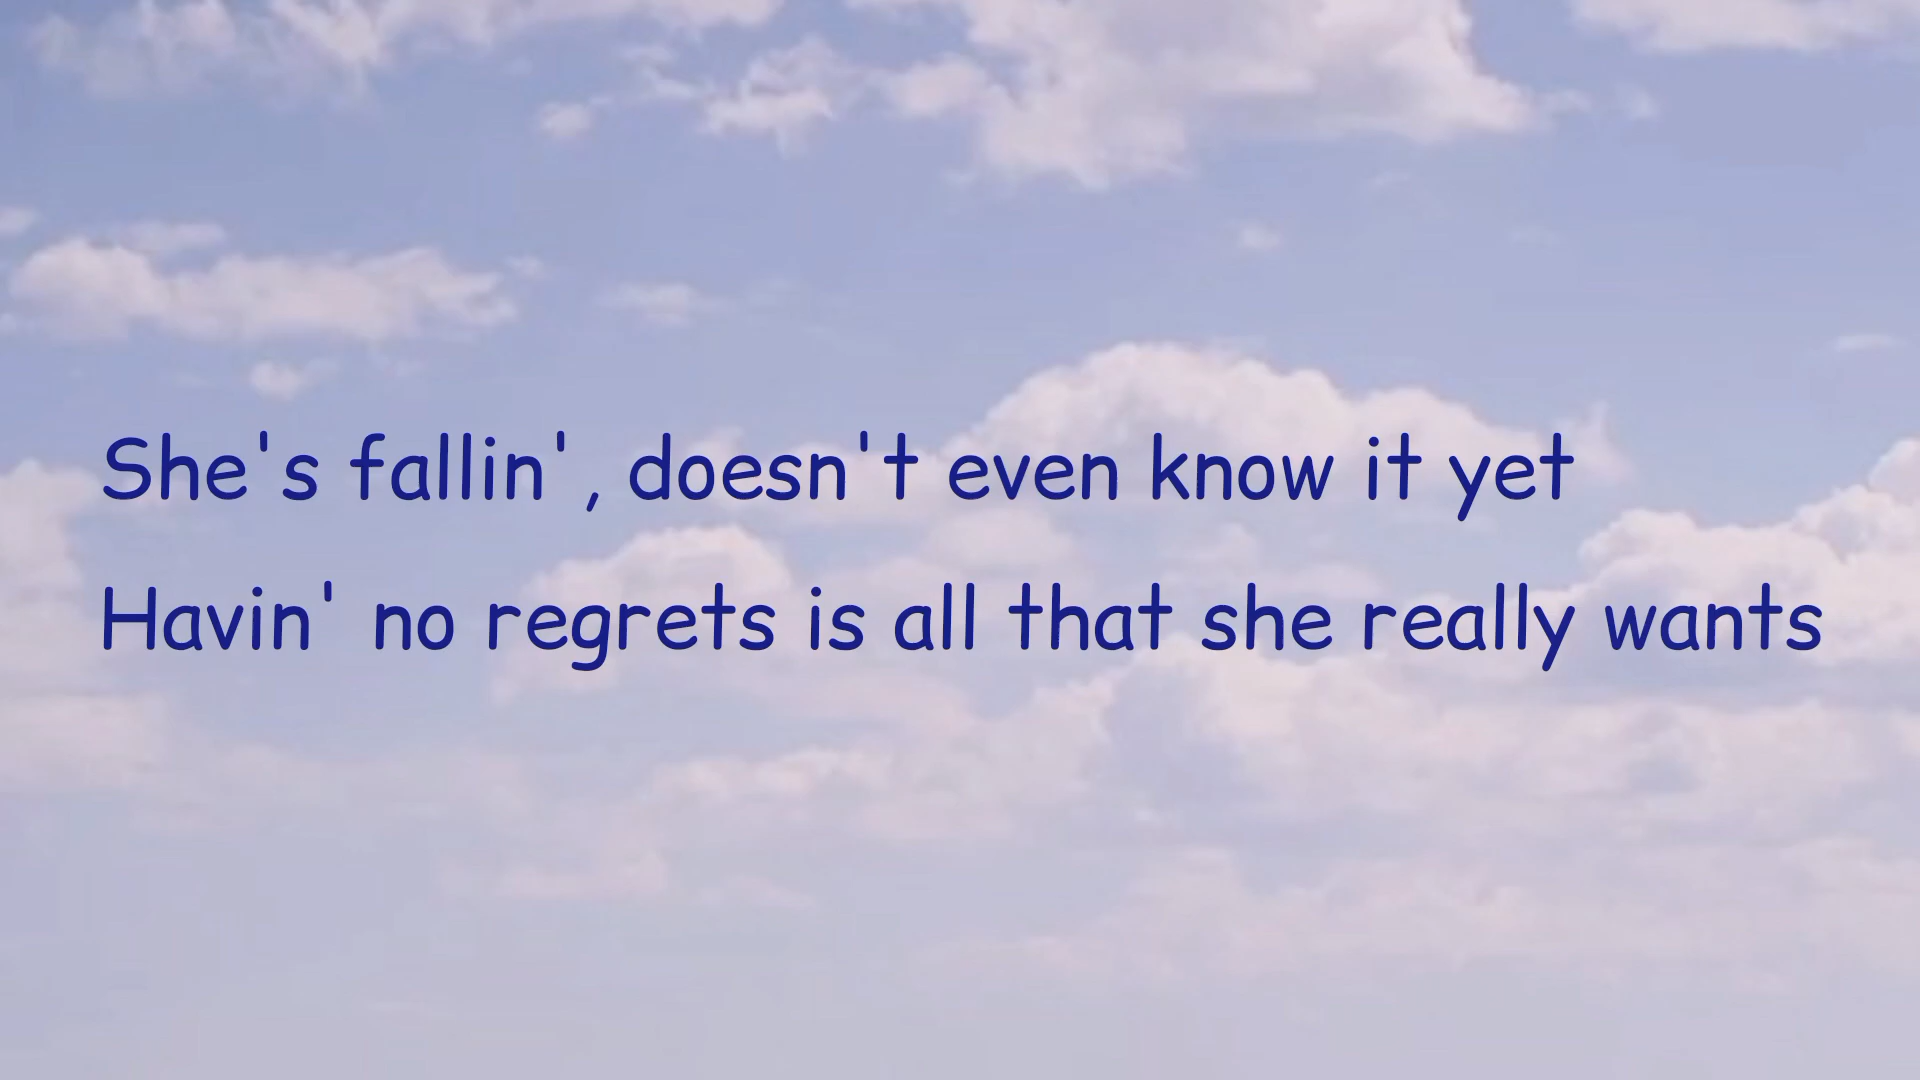 She's fallin', doesn't even know it yet
Havin' no regrets is all that she really wants